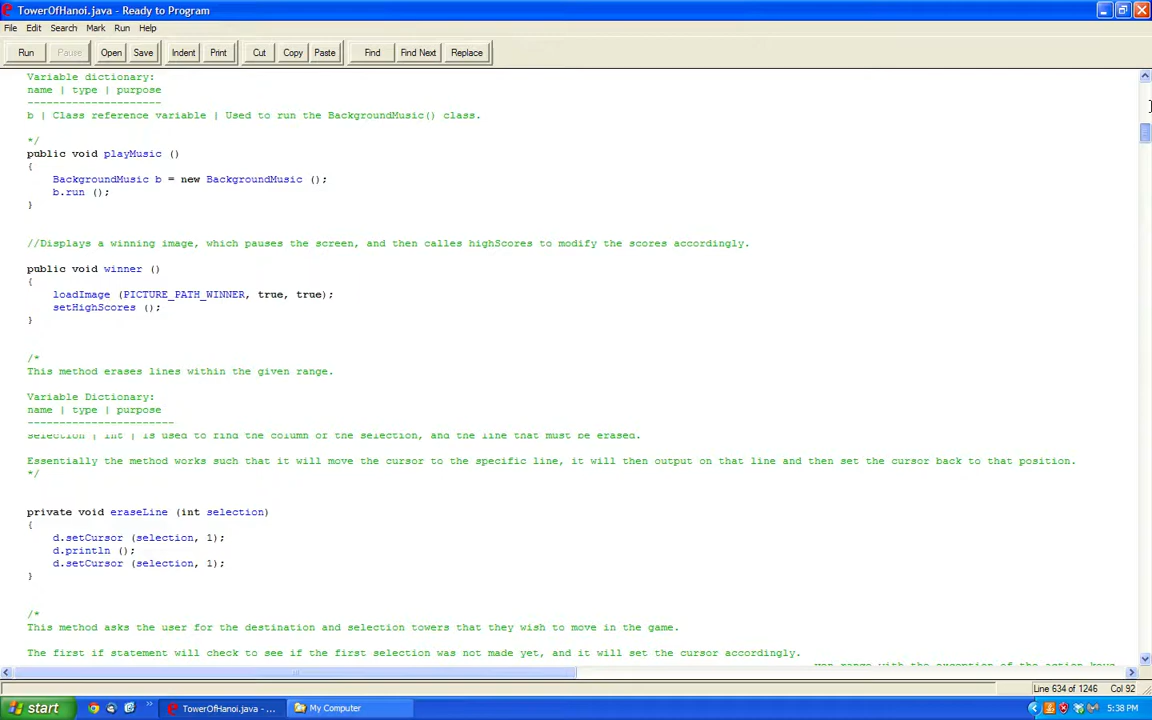 TowerOfHanoi.java - Ready to Program
File Edit Search Mark Run Help
Run Pause Open Save Indent Print Cut Copy Paste Find Find Next Replace
Variable dictionary:
name | type | purpose
---------------------
b | Class reference variable | Used to run the BackgroundMusic() class.
*/
public void playMusic ()
{
BackgroundMusic b = new BackgroundMusic ();
b.run ();
}
//Displays a winning image, which pauses the screen, and then calles highScores to modify the scores accordingly.
public void winner ()
{
loadImage (PICTURE_PATH_WINNER, true, true);
setHighScores ();
}
/*
This method erases lines within the given range.
Variable Dictionary:
name | type | purpose
-----------------------
selection | int | is used to find the column of the selection, and the line that must be erased.
Essentially the method works such that it will move the cursor to the specific line, it will then output on that line and then set the cursor back to that position.
*/
private void eraseLine (int selection)
{
d.setCursor (selection, 1);
d.println ();
d.setCursor (selection, 1);
}
/*
This method asks the user for the destination and selection towers that they wish to move in the game.
The first if statement will check to see if the first selection was not made yet, and it will set the cursor accordingly.
range with the exception of the action keys
Line 634 of 1246 Col 92
start TowerOfHanoi.java - ... My Computer 5:38 PM